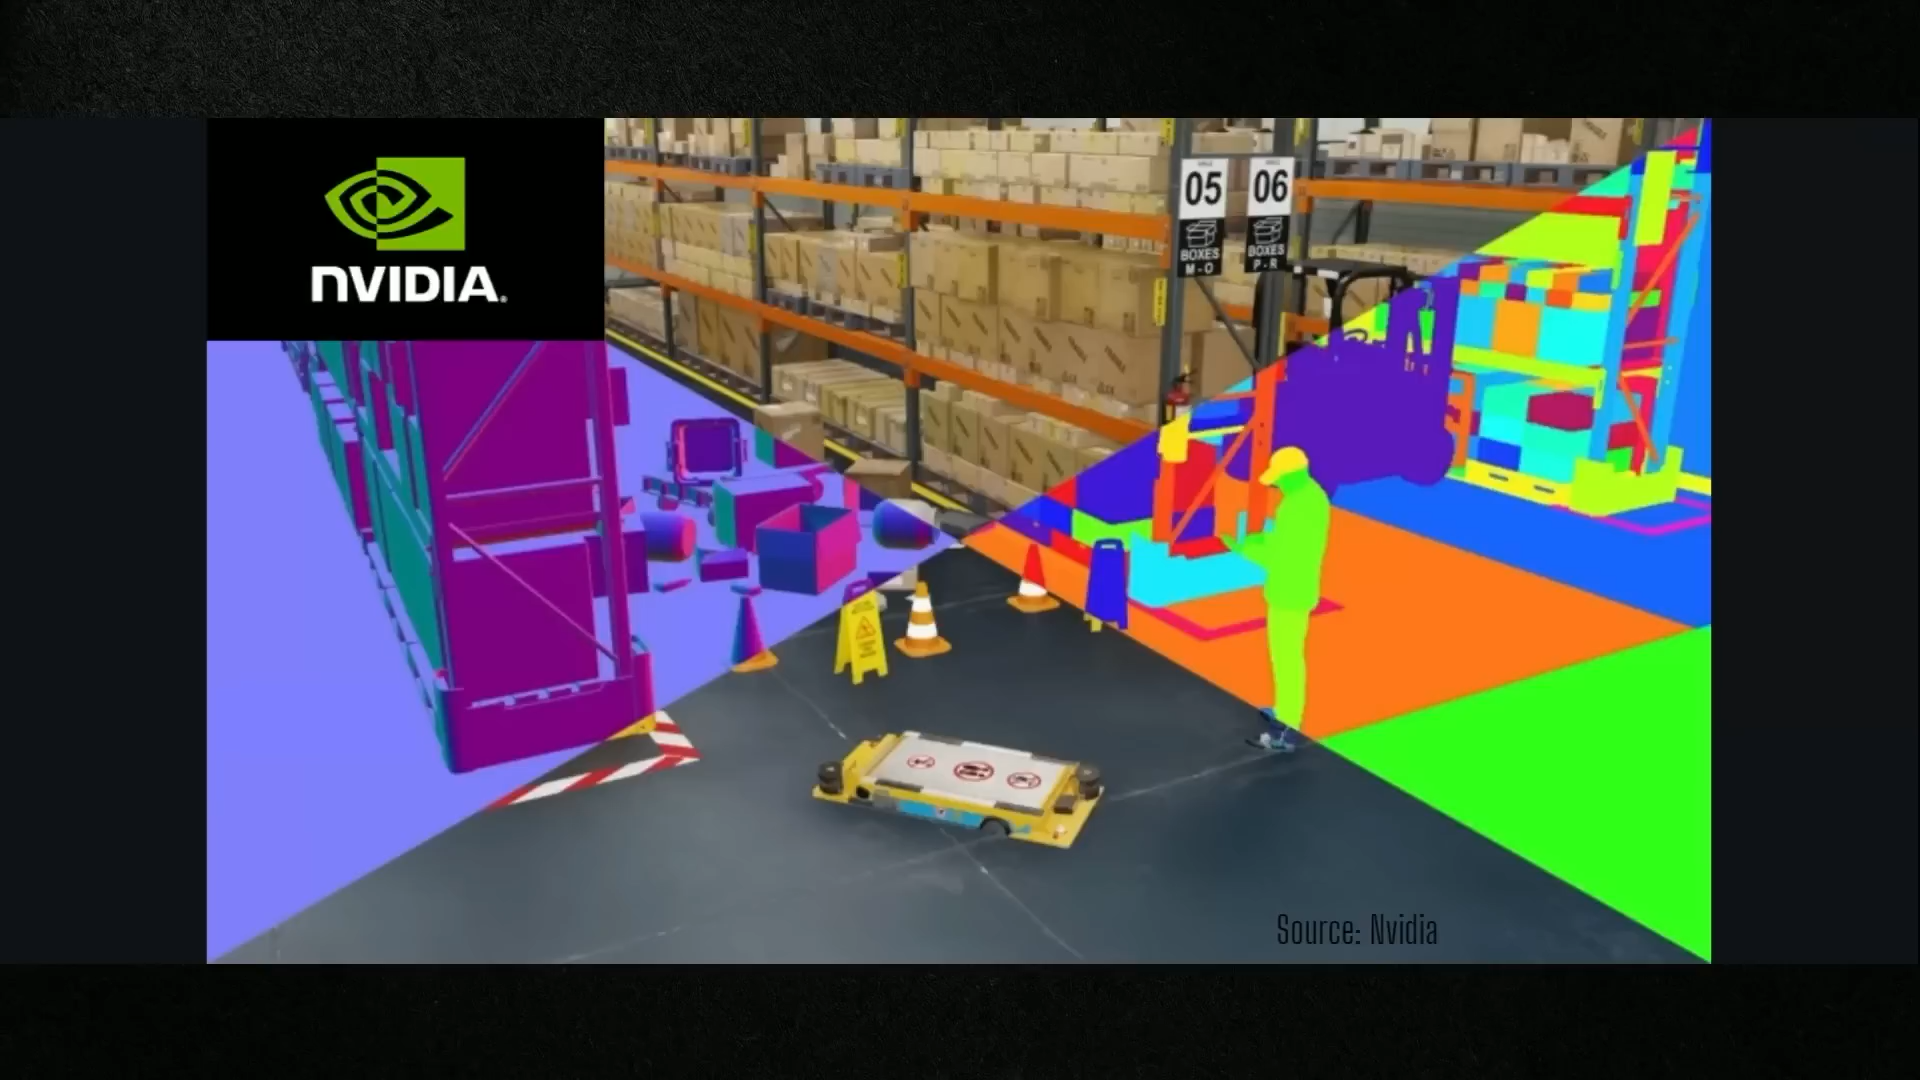 NVIDIA.
05
BOXES
M-O
06
BOXES
P-R
Source: Nvidia